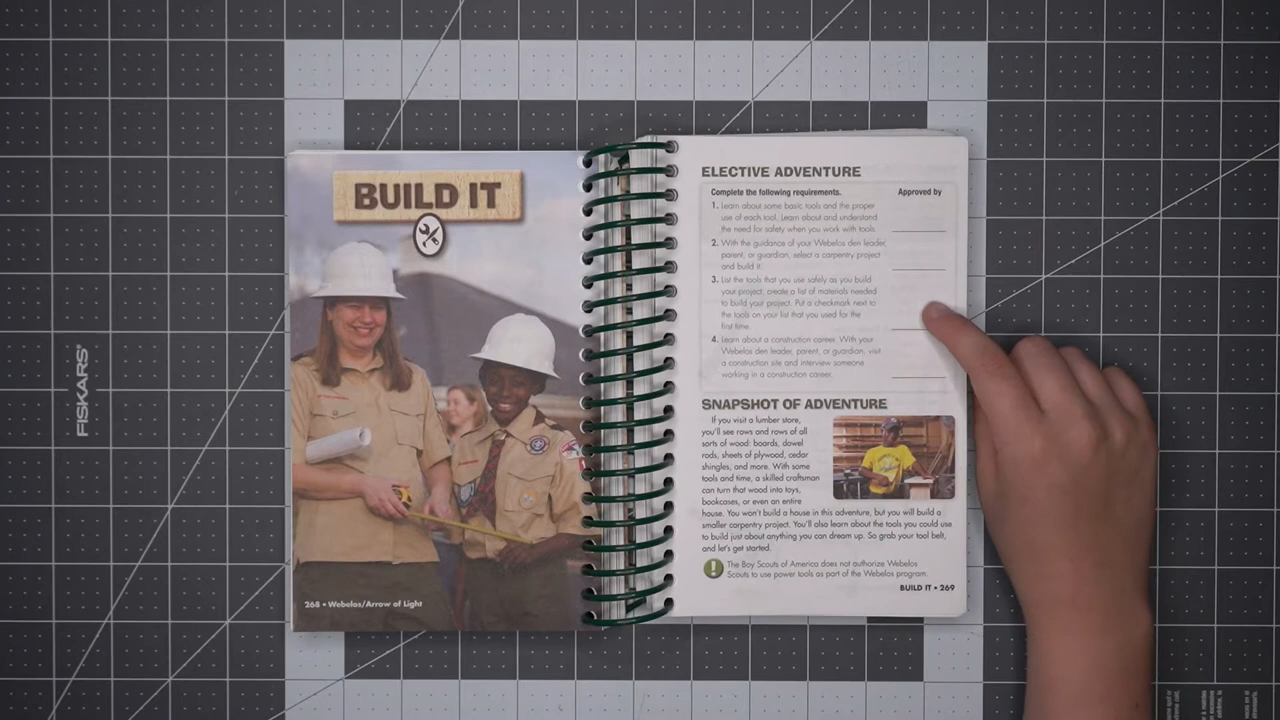 FISKARS®
BUILD IT
268 • Webelos/Arrow of Light
ELECTIVE ADVENTURE
Complete the following requirements.
Approved by
1. Learn about some basic tools and the proper
use of each tool. Learn about and understand
the need for safety when you work with tools.
2. With the guidance of your Webelos den leader,
parent, or guardian, select a carpentry project
and build it.
3. List the tools that you use safely as you build
your project; create a list of materials needed
to build your project. Put a checkmark next to
the tools on your list that you used for the
first time.
4. Learn about a construction career. With your
Webelos den leader, parent, or guardian, visit
a construction site and interview someone
working in a construction career.
SNAPSHOT OF ADVENTURE
If you visit a lumber store,
you'll see rows and rows of all
sorts of wood: boards, dowel
rods, sheets of plywood, cedar
shingles, and more. With some
tools and time, a skilled craftsman
can turn that wood into toys,
bookcases, or even an entire
house. You won't build a house in this adventure, but you will build a
smaller carpentry project. You'll also learn about the tools you could use
to build just about anything you can dream up. So grab your tool belt,
and let's get started.
The Boy Scouts of America does not authorize Webelos
Scouts to use power tools as part of the Webelos program.
BUILD IT • 269